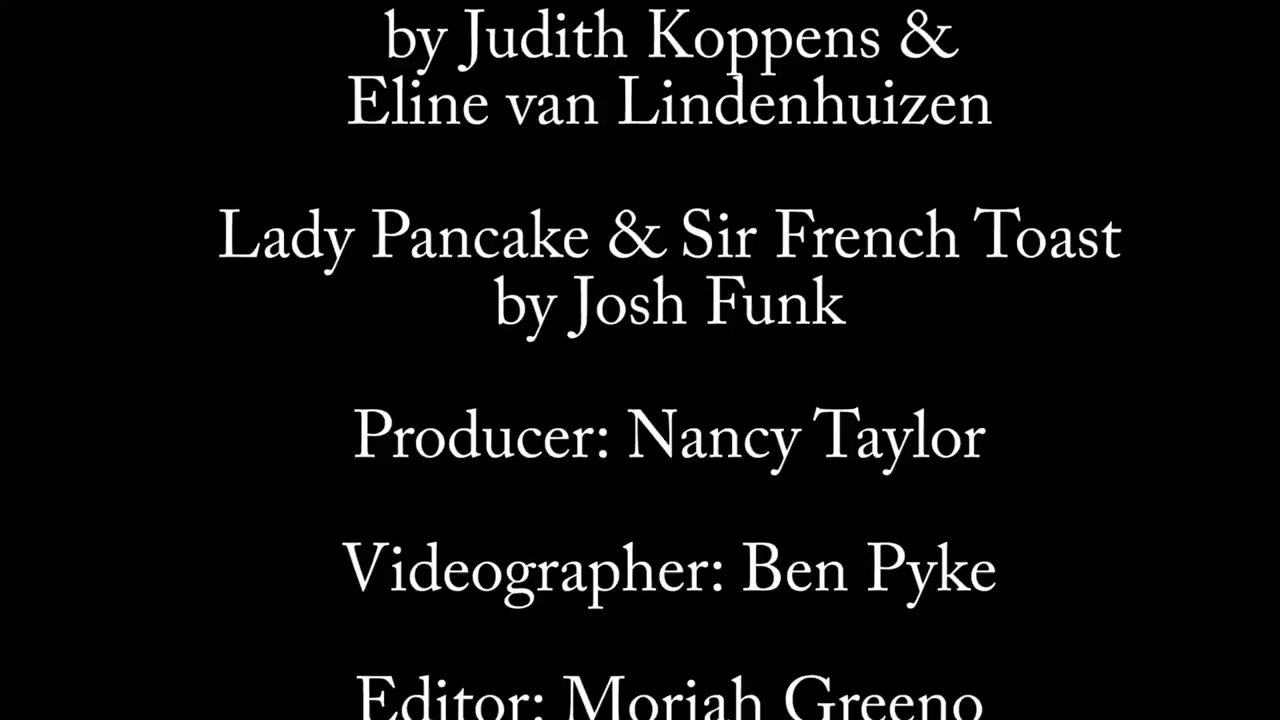 by Judith Koppens &
Eline van Lindenhuizen
Lady Pancake & Sir French Toast
by Josh Funk
Producer: Nancy Taylor
Videographer: Ben Pyke
Editor: Moriah Greeno